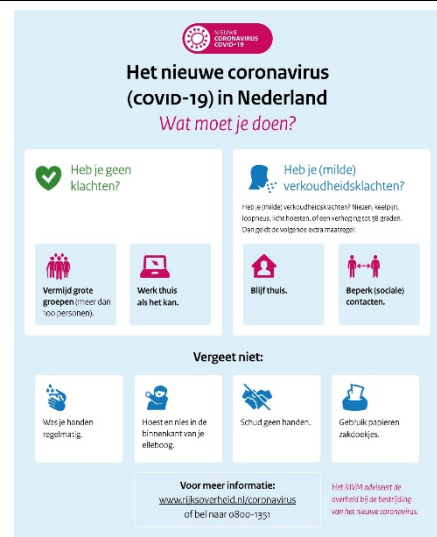 NIEUWE
CORONAVIRUS
COVID-19
Het nieuwe coronavirus
(COVID-19) in Nederland
Wat moet je doen?
Heb je geen
klachten?
Vermijd grote
groepen (meer dan
100 personen).
Werk thuis
als het kan.
Heb je (milde)
verkoudheidsklachten?
Heb je (milde) verkoudheidsklachten? Niezen, keelpijn,
loopneus, licht hoesten, of een verhoging tot 38 graden.
Dan geldt de volgende extra maatregel:
Blijf thuis.
Beperk (sociale)
contacten.
Vergeet niet:
Was je handen
regelmatig.
Hoest en nies in de
binnenkant van je
elleboog.
Schud geen handen.
Gebruik papieren
zakdoekjes.
Voor meer informatie:
www.rijksoverheid.nl/coronavirus
of bel naar 0800-1351
Het RIVM adviseert de
overheid bij de bestrijding
van het nieuwe coronavirus.